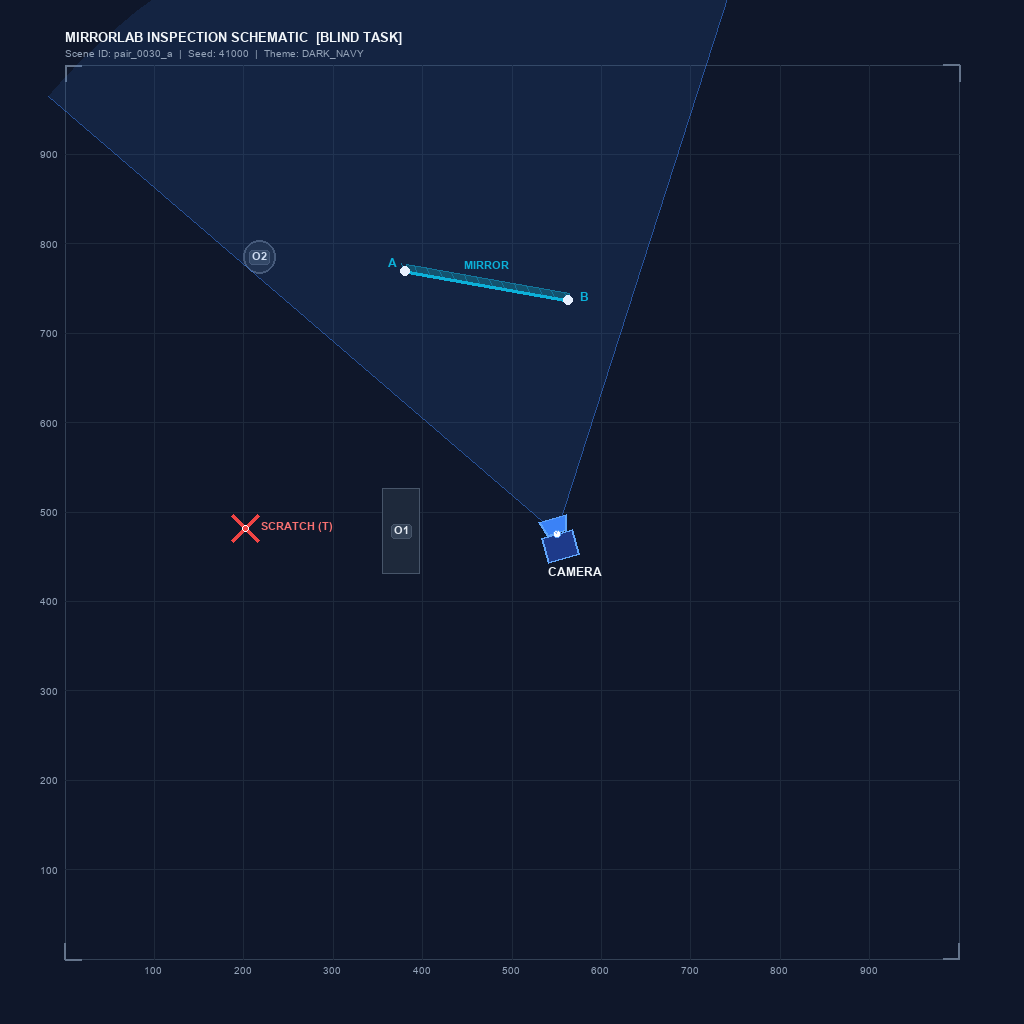 MIRRORLAB INSPECTION SCHEMATIC [BLIND TASK]
Scene ID: pair_0030_a | Seed: 41000 | Theme: DARK_NAVY
900
800
700
600
500
400
300
200
100
O2
A
MIRROR
B
SCRATCH (T)
O1
CAMERA
100
200
300
400
500
600
700
800
900